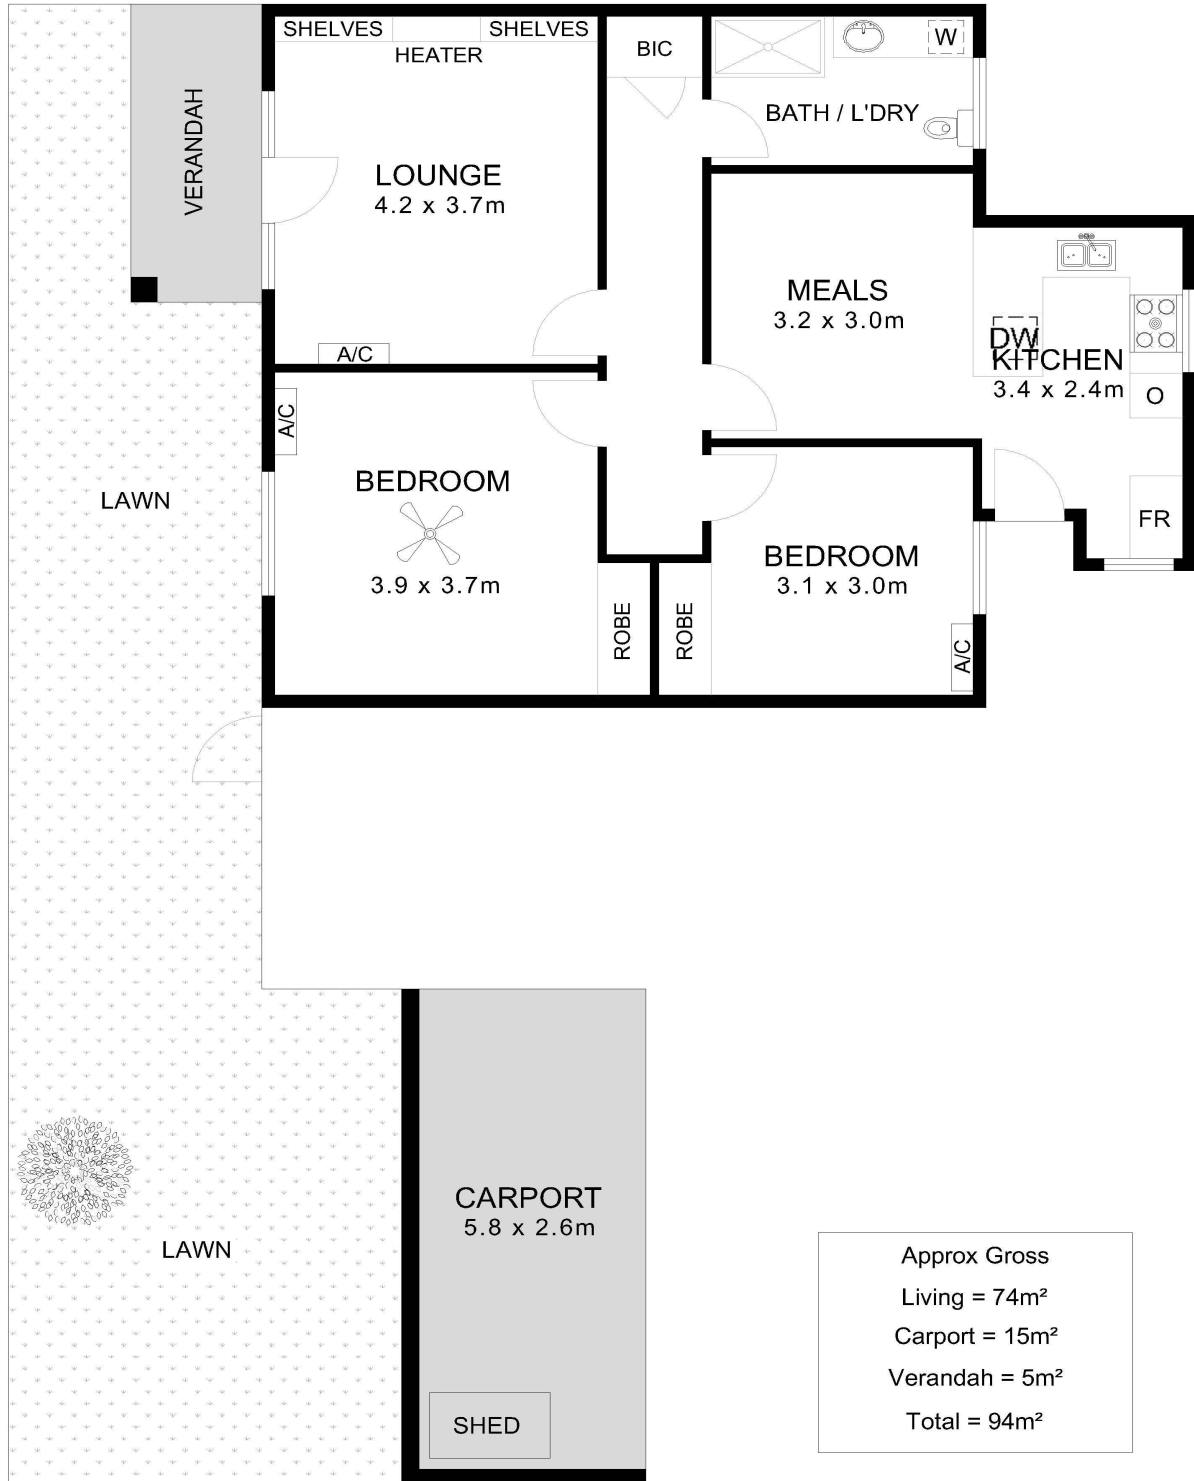 SHELVES
SHELVES
HEATER
BIC
W
BATH / L'DRY
VERANDAH
LOUNGE
4.2 x 3.7m
MEALS
3.2 x 3.0m
DW
KITCHEN
3.4 x 2.4m
O
FR
A/C
A/C
LAWN
BEDROOM
3.9 x 3.7m
ROBE
ROBE
BEDROOM
3.1 x 3.0m
A/C
CARPORT
5.8 x 2.6m
LAWN
SHED
Approx Gross
Living = 74m²
Carport = 15m²
Verandah = 5m²
Total = 94m²